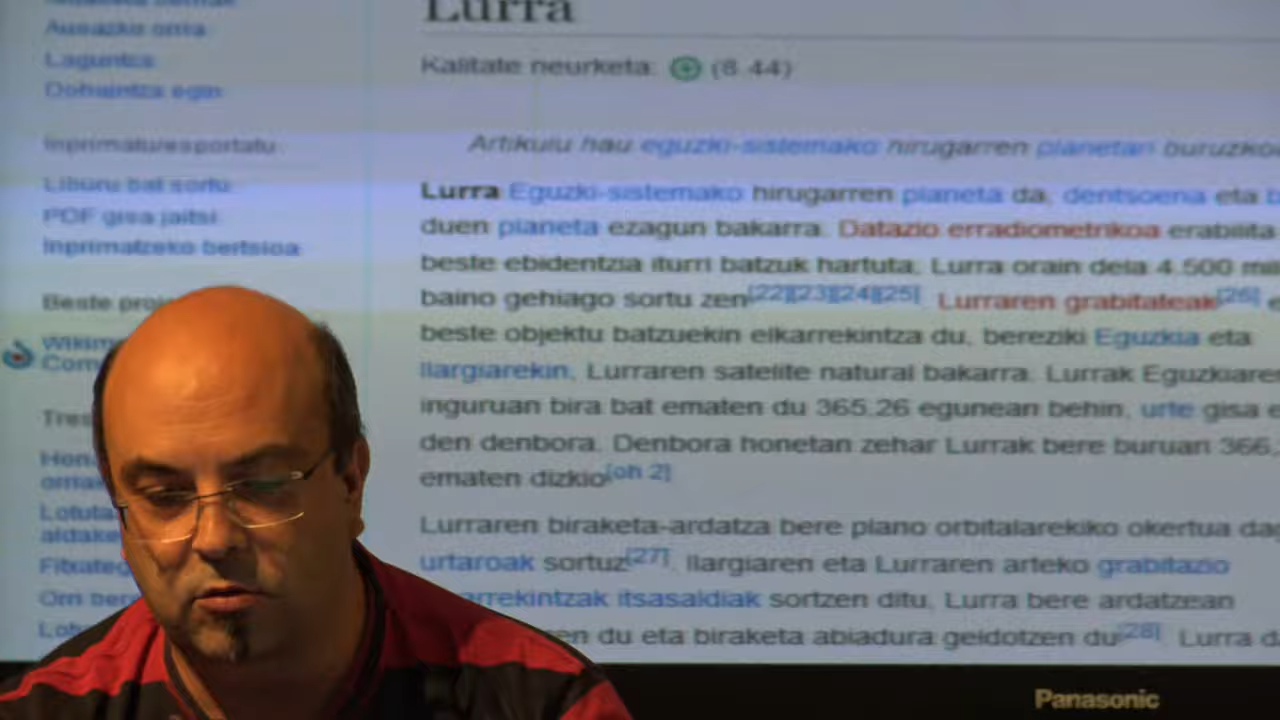 Ausazko orria
Laguntza
Dohaintza egin
Inprimatu/esportatu
Liburu bat sortu
PDF gisa jaitsi
Inprimatzeko bertsioa
Beste
Lurra
Kalitate neurketa: (8.44)
Artikulu hau eguzki-sistemako hirugarren planetari
Lurra Eguzki-sistemako hirugarren planeta da, dentsoena eta
duen planeta ezagun bakarra. Datazio erradiometrikoa erabilita
beste ebidentzia iturri batzuk hartuta, Lurra orain dela 4.500
baino gehiago sortu zen[22][23][24][25]. Lurraren grabitateak[26]
beste objektu batzuekin elkarrekintza du, bereziki Eguzkia eta
Ilargiarekin, Lurraren satelite natural bakarra. Lurrak
inguruan bira bat ematen du 365,26 egunean behin, urte gisa
den denbora. Denbora honetan zehar Lurrak bere buruan 366,
ematen dizkio[oh 2]
Lurraren biraketa-ardatza bere plano orbitalarekiko okertua
urtaroak sortuz[27]. Ilargiaren eta Lurraren arteko grabitazio
itsasaldiak sortzen ditu, Lurra bere ardatzean
du eta biraketa abiadura geldotzen du[28]. Lurra
Panasonic